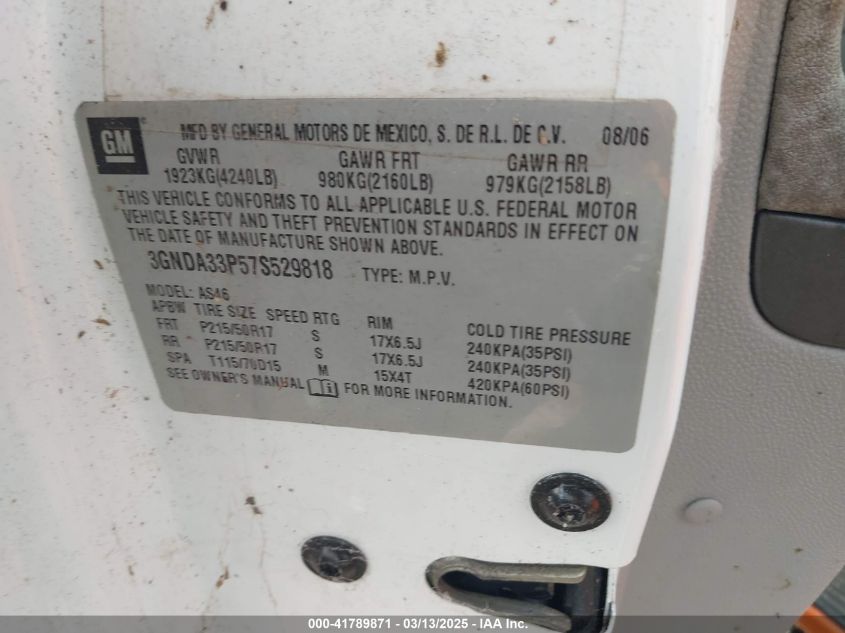 GM MFD BY GENERAL MOTORS DE MEXICO, S. DE R.L. DE C.V. 08/06
GVWR GAWR FRT GAWR RR
1923KG(4240LB) 980KG(2160LB) 979KG(2158LB)
THIS VEHICLE CONFORMS TO ALL APPLICABLE U.S. FEDERAL MOTOR
VEHICLE SAFETY AND THEFT PREVENTION STANDARDS IN EFFECT ON
THE DATE OF MANUFACTURE SHOWN ABOVE.
3GNDA33P57S529818 TYPE: M.P.V.
MODEL: AS46
APBW TIRE SIZE SPEED RTG RIM COLD TIRE PRESSURE
FRT P215/50R17 S 17X6.5J 240KPA(35PSI)
RR P215/50R17 S 17X6.5J 240KPA(35PSI)
SPA T115/70D15 M 15X4T 420KPA(60PSI)
SEE OWNER'S MANUAL FOR MORE INFORMATION.
000-41789871 - 03/13/2025 - IAA Inc.